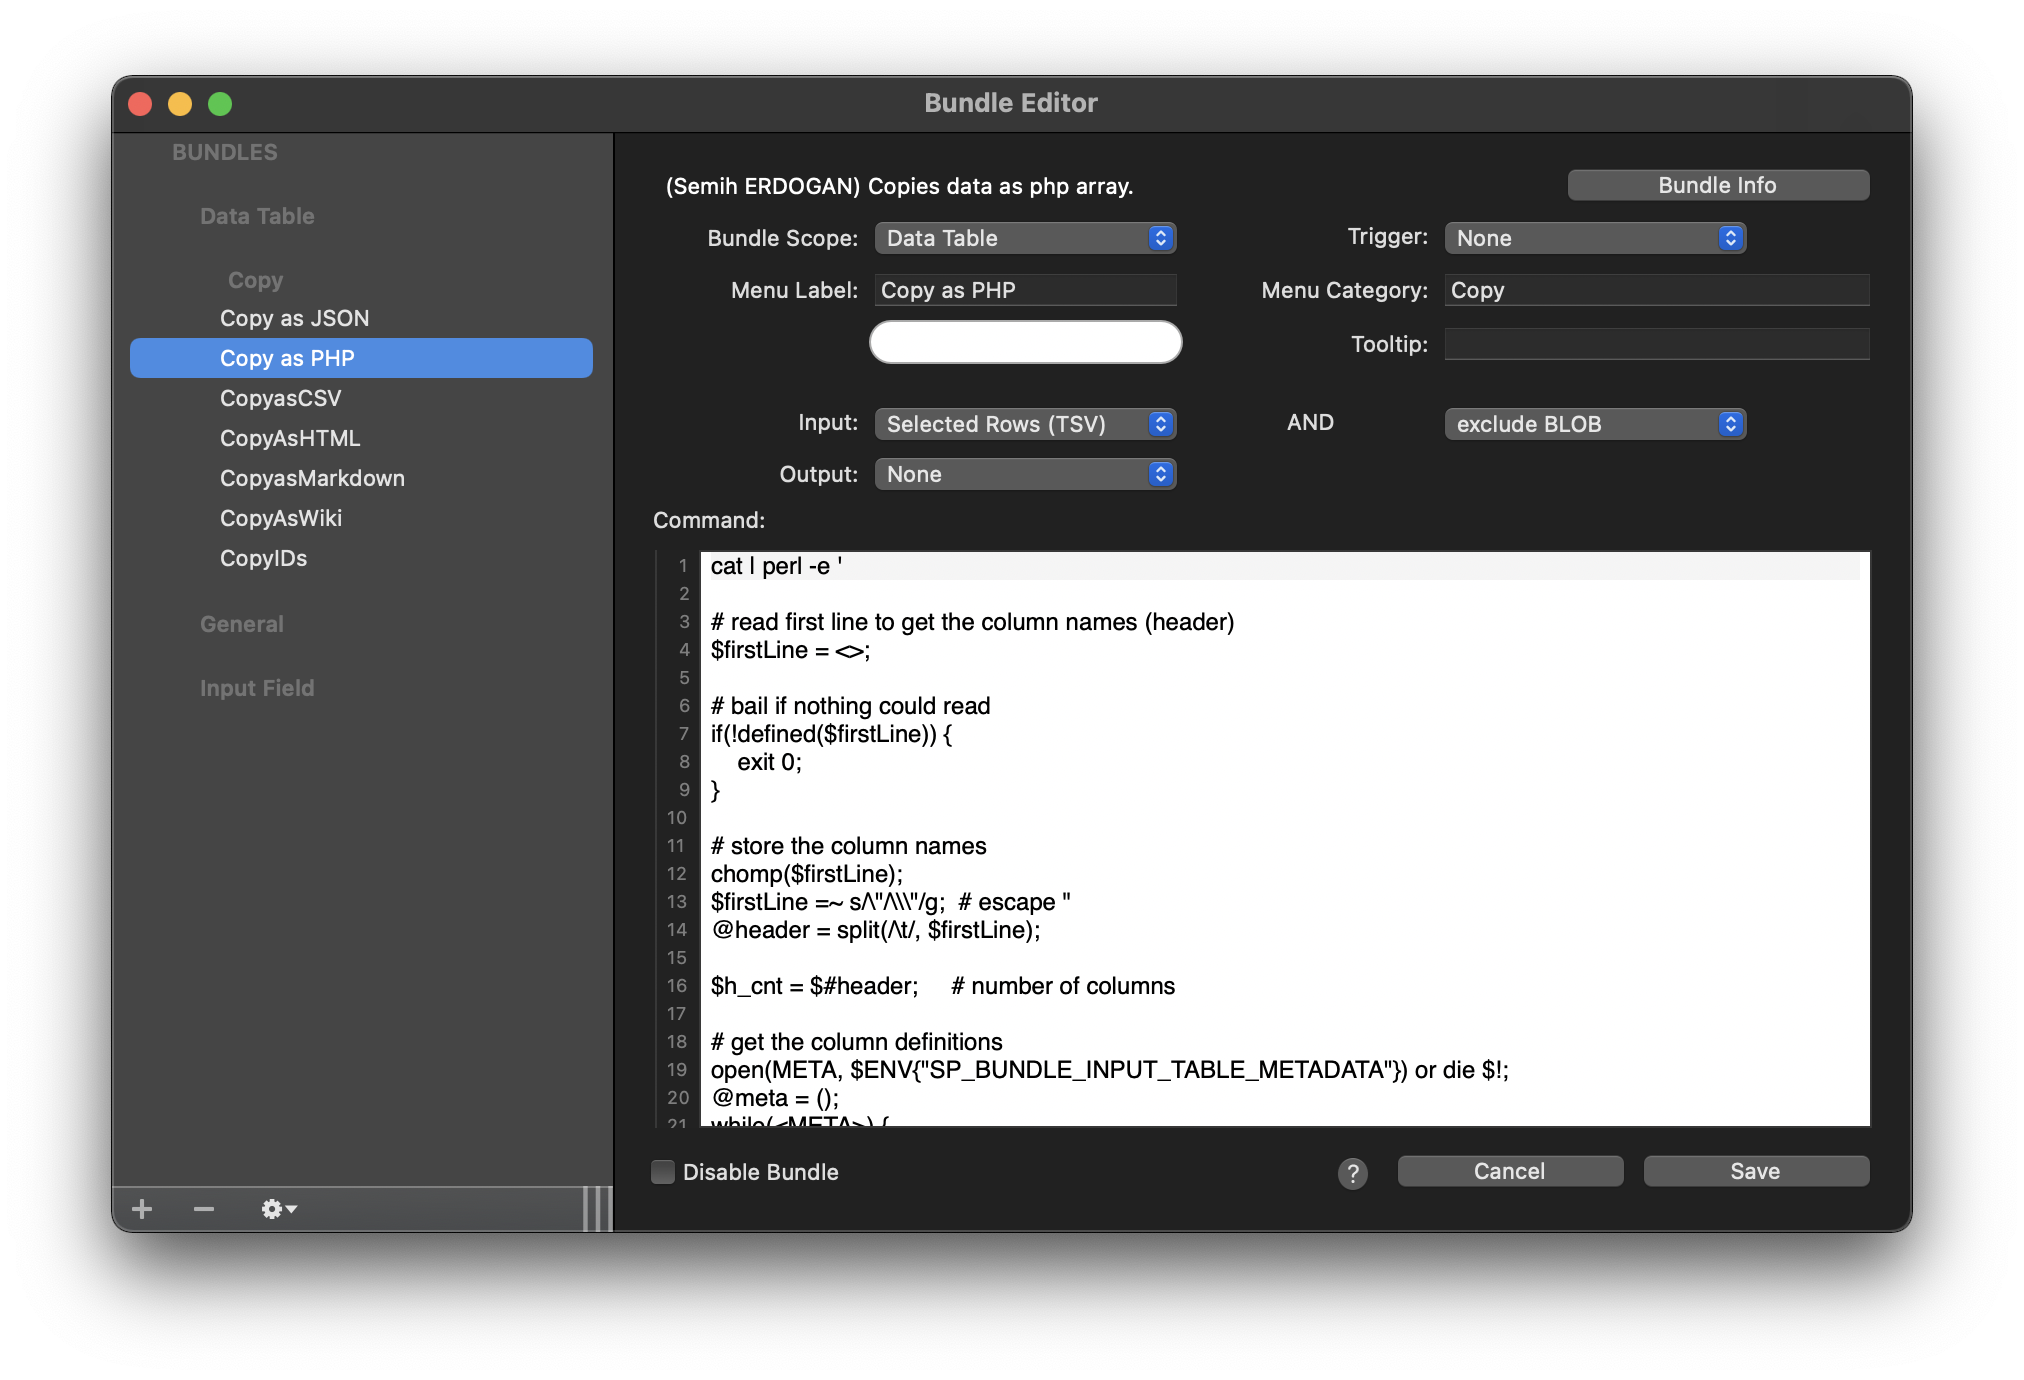 Bundle Editor
BUNDLES
Data Table
Copy
Copy as JSON
Copy as PHP
CopyasCSV
CopyAsHTML
CopyasMarkdown
CopyAsWiki
CopyIDs
General
Input Field
(Semih ERDOGAN) Copies data as php array.
Bundle Info
Bundle Scope: Data Table
Trigger: None
Menu Label: Copy as PHP
Menu Category: Copy
Tooltip:
Input: Selected Rows (TSV)
AND exclude BLOB
Output: None
Command:
1 cat | perl -e '
2
3 # read first line to get the column names (header)
4 $firstLine = <>;
5
6 # bail if nothing could read
7 if(!defined($firstLine)) {
8 exit 0;
9 }
10
11 # store the column names
12 chomp($firstLine);
13 $firstLine =~ s/\"/\\\"/g;  # escape "
14 @header = split(/\t/, $firstLine);
15
16 $h_cnt = $#header;     # number of columns
17
18 # get the column definitions
19 open(META, $ENV{"SP_BUNDLE_INPUT_TABLE_METADATA"}) or die $!;
20 @meta = ();
21 while(<META>) {
Disable Bundle
?
Cancel
Save